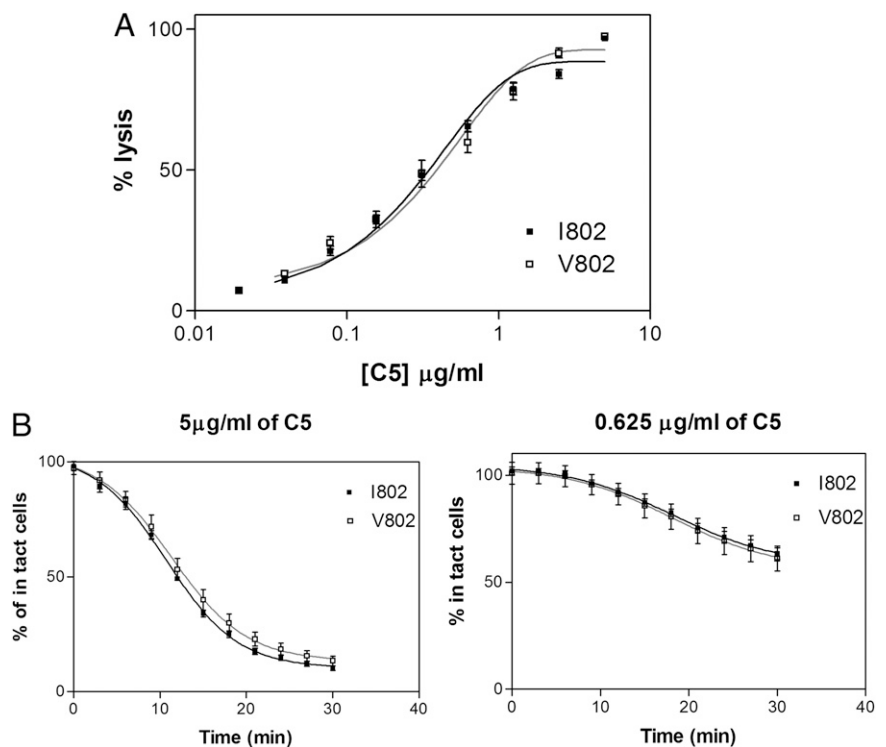 A
100
50
0
% lysis
I802
V802
0.01
0.1
1
10
[C5] µg/ml
B
5µg/ml of C5
100
50
0
% of in tact cells
I802
V802
0
10
20
30
40
Time (min)
0.625 µg/ml of C5
100
50
0
% in tact cells
I802
V802
0
10
20
30
40
Time (min)